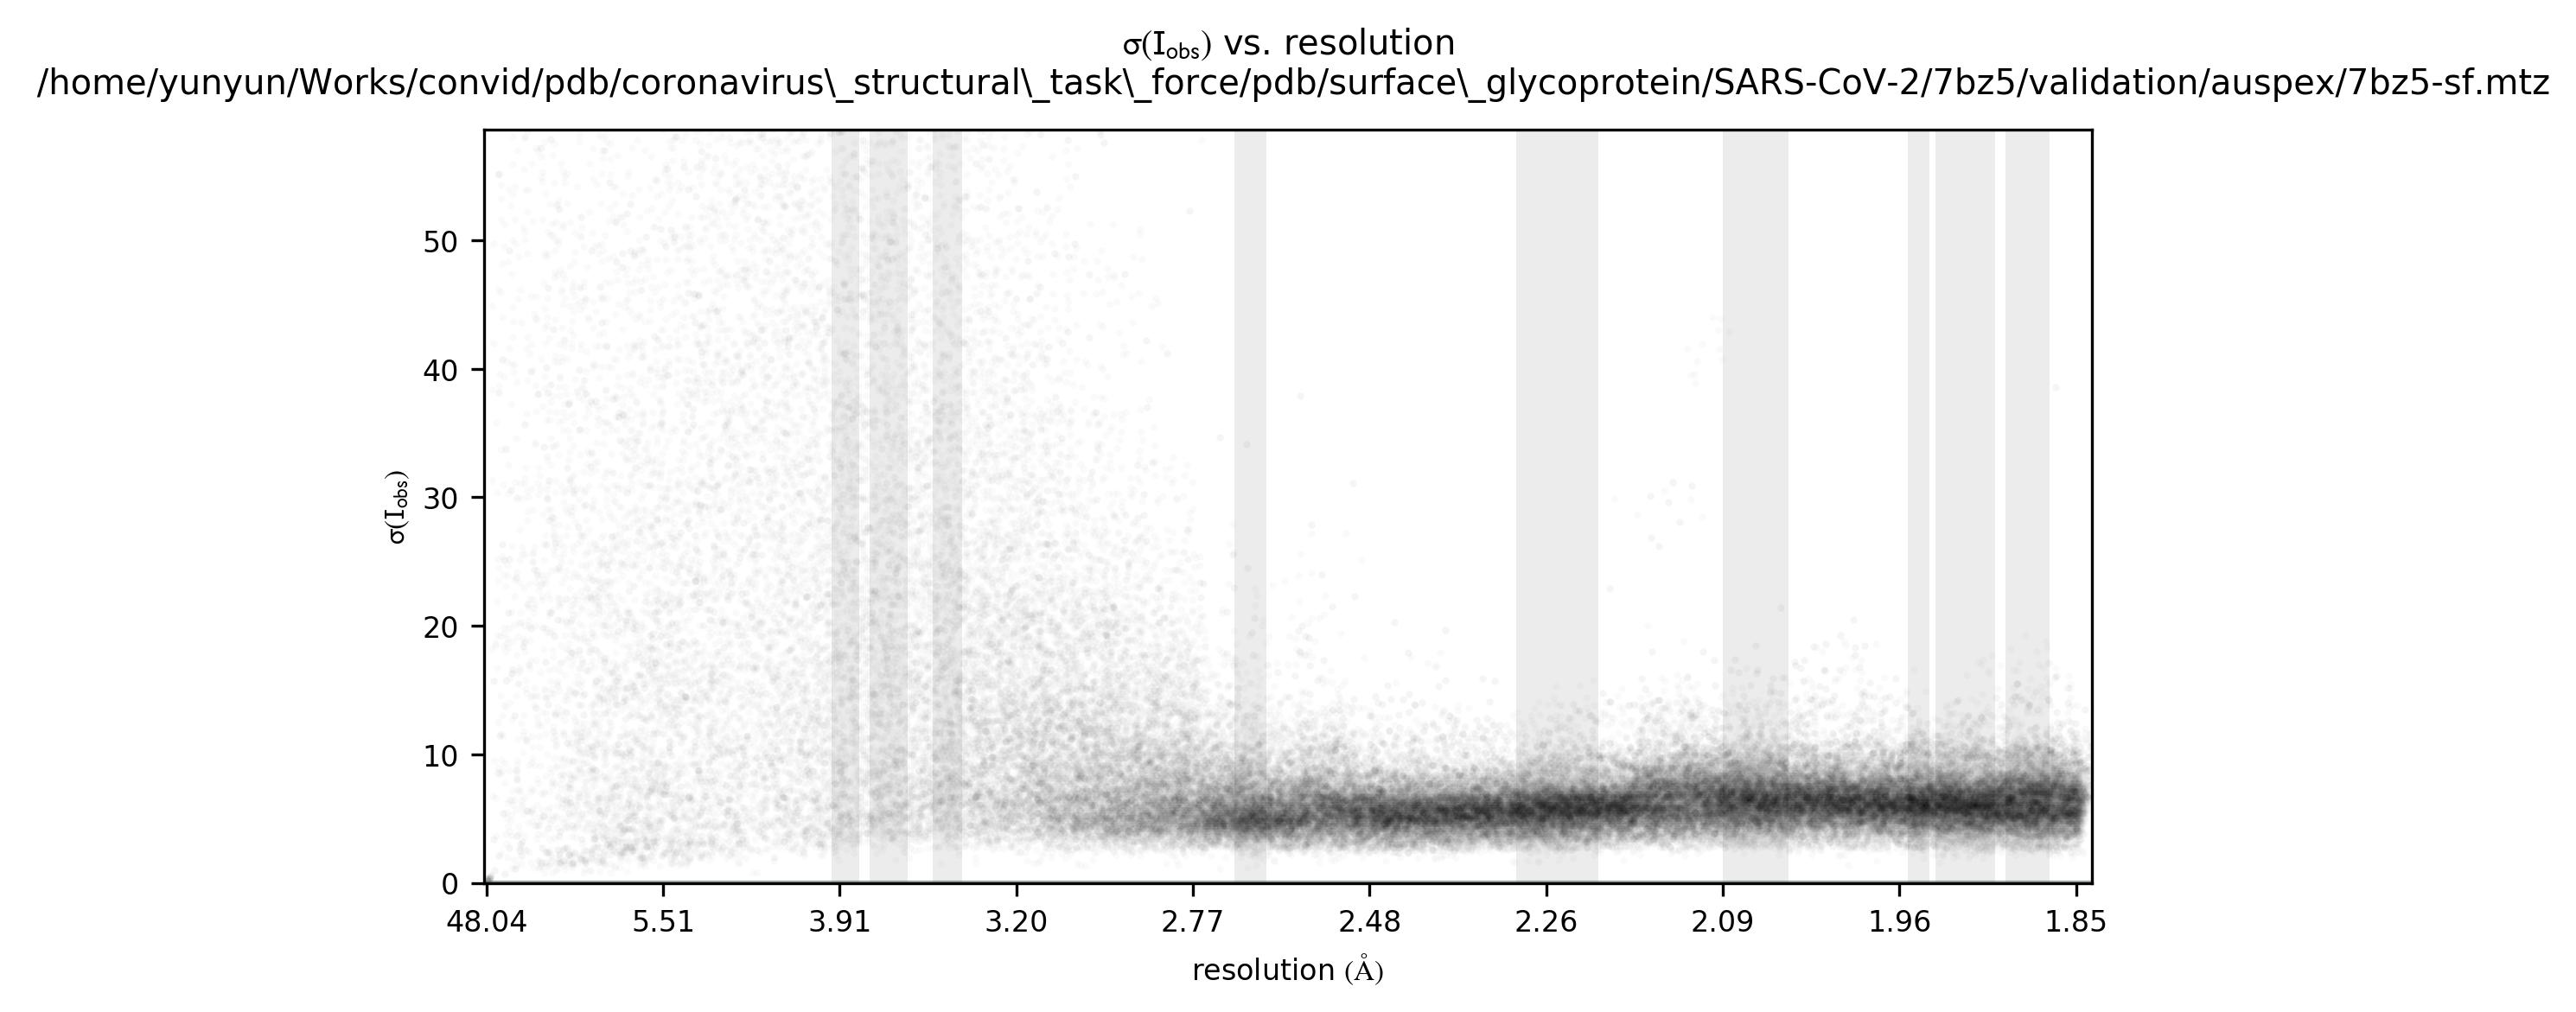 σ(Iobs) vs. resolution
/home/yunyun/Works/convid/pdb/coronavirus\_structural\_task\_force/pdb/surface\_glycoprotein/SARS-CoV-2/7bz5/validation/auspex/7bz5-sf.mtz
σ(Iobs)
50
40
30
20
10
0
48.04 5.51 3.91 3.20 2.77 2.48 2.26 2.09 1.96 1.85
resolution (Å)